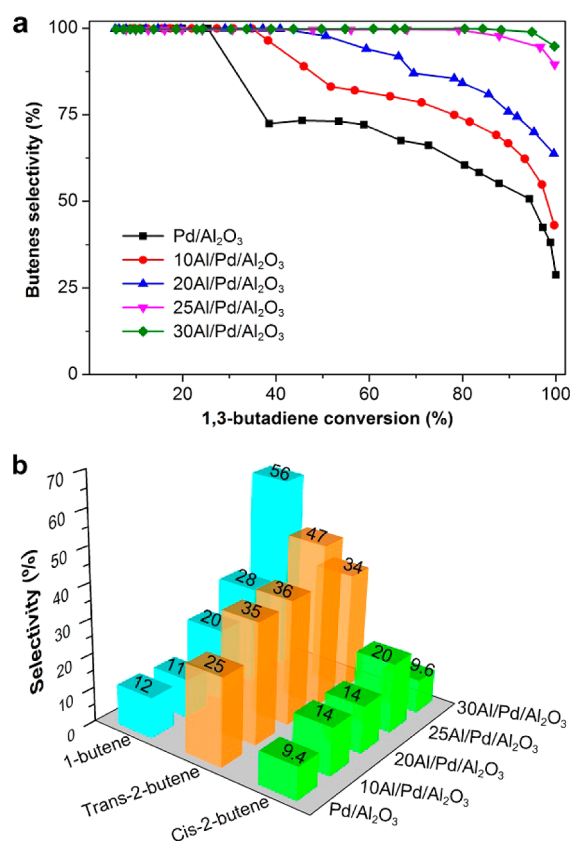 a
100
75
50
25
0
Butenes selectivity (%)
Pd/Al₂O₃
10Al/Pd/Al₂O₃
20Al/Pd/Al₂O₃
25Al/Pd/Al₂O₃
30Al/Pd/Al₂O₃
20 40 60 80 100
1,3-butadiene conversion (%)
b
70
60
50
40
30
20
10
0
Selectivity (%)
56
28
20
11
12
34
47
36
35
25
9.6
20
14
14
9.4
1-butene
Trans-2-butene
Cis-2-butene
30Al/Pd/Al₂O₃
25Al/Pd/Al₂O₃
20Al/Pd/Al₂O₃
10Al/Pd/Al₂O₃
Pd/Al₂O₃